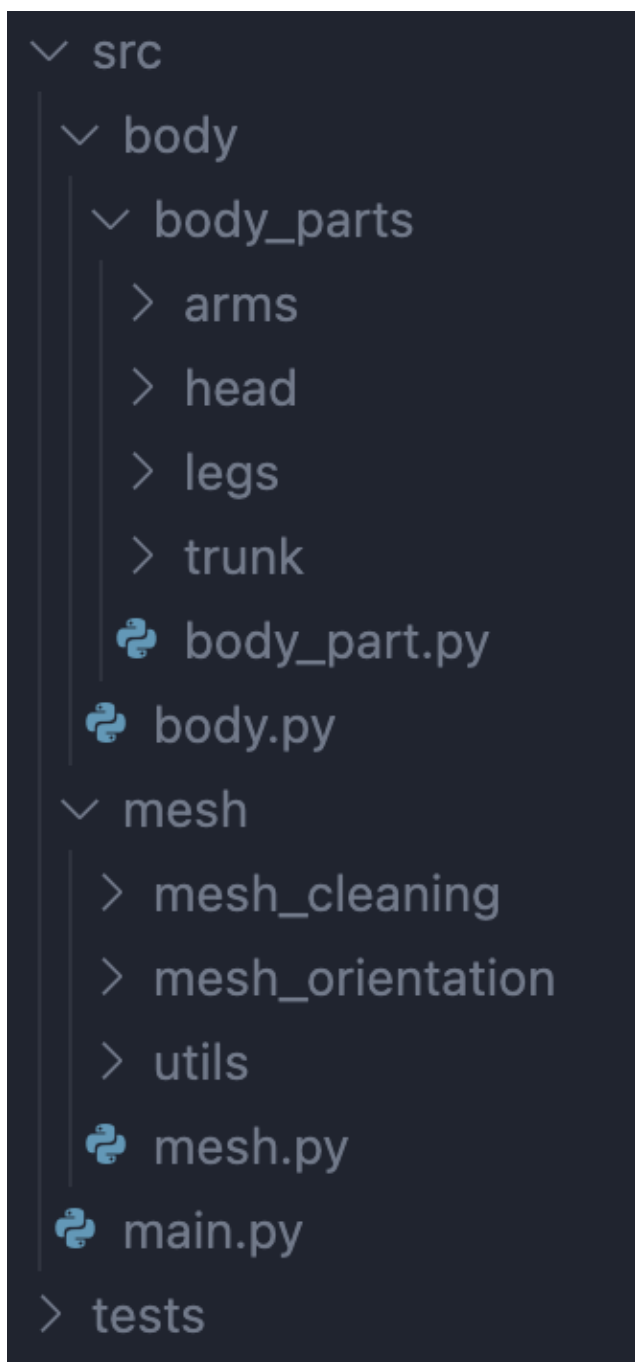 src
body
body_parts
arms
head
legs
trunk
body_part.py
body.py
mesh
mesh_cleaning
mesh_orientation
utils
mesh.py
main.py
tests